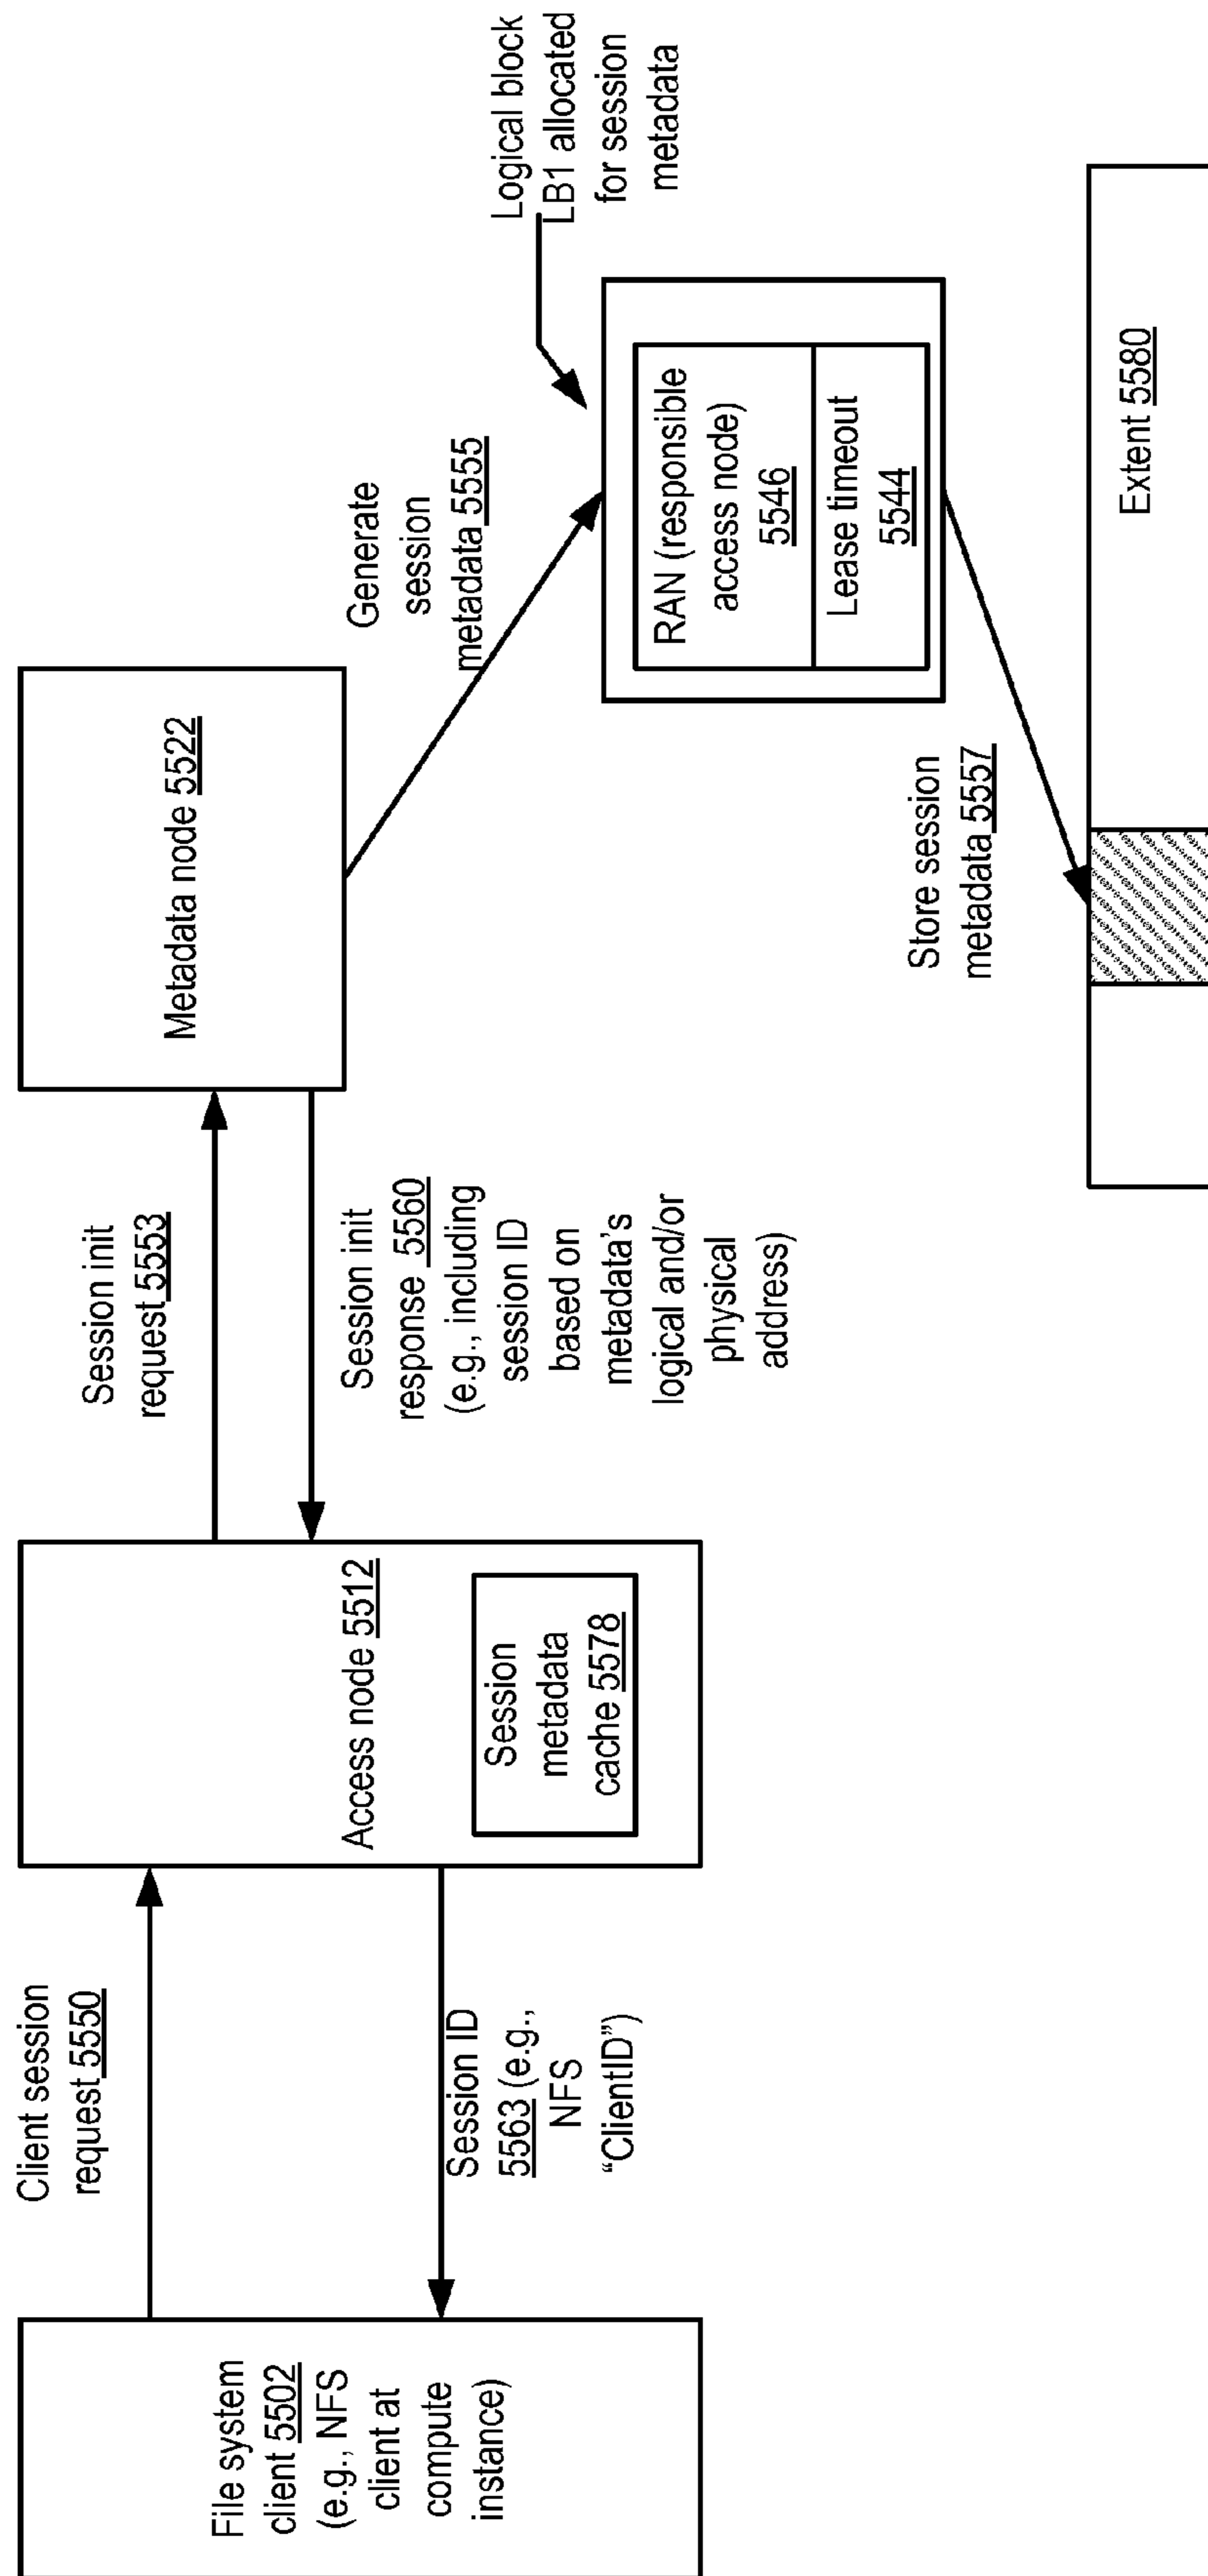 File system
client 5502
(e.g., NFS
client at
compute
instance)
Client session
request 5550
Session ID
5563 (e.g.,
NFS
“ClientID”)
Access node 5512
Session
metadata
cache 5578
Session init
request 5553
Session init
response 5560
(e.g., including
session ID
based on
metadata’s
logical and/or
physical
address)
Metadata node 5522
Generate
session
metadata 5555
Logical block
LB1 allocated
for session
metadata
RAN (responsible
access node)
5546
Lease timeout
5544
Store session
metadata 5557
Extent 5580